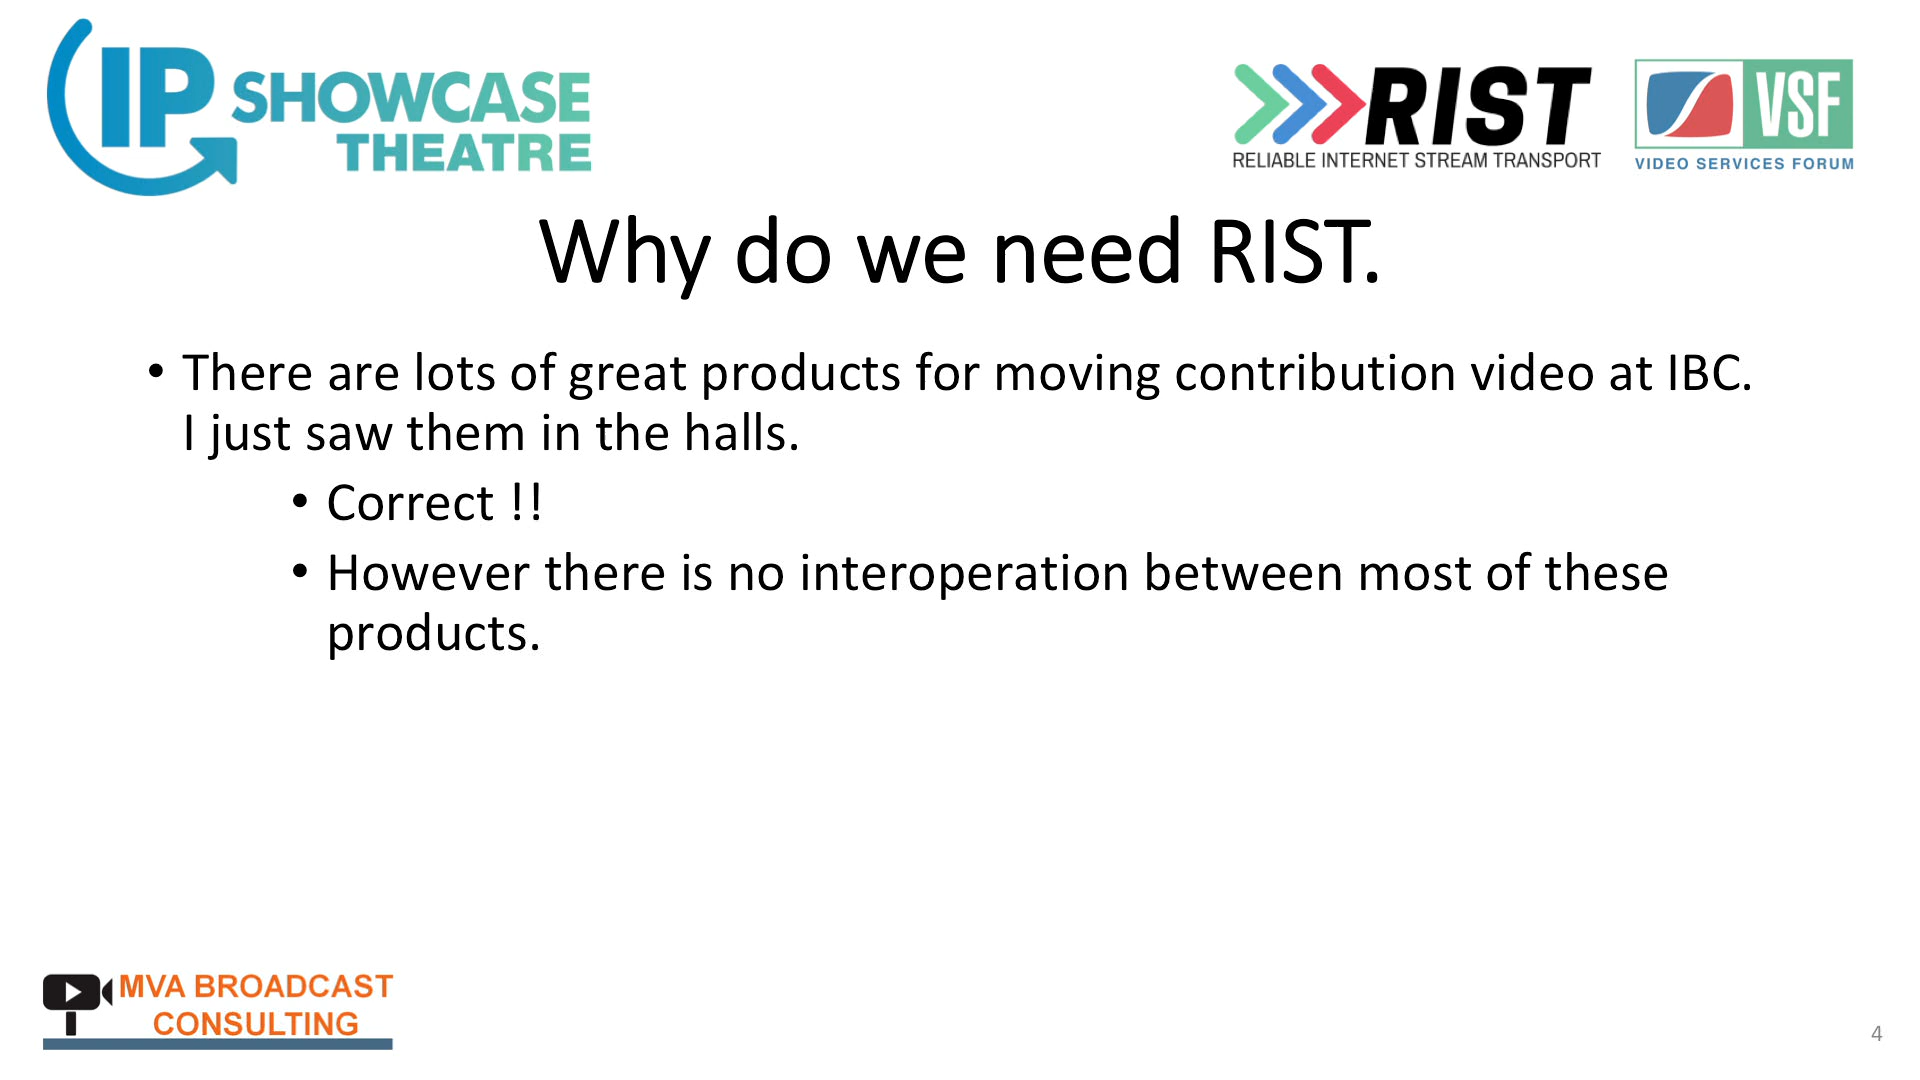 IP SHOWCASE
THEATRE
RIST
RELIABLE INTERNET STREAM TRANSPORT
VSF
VIDEO SERVICES FORUM
Why do we need RIST.
• There are lots of great products for moving contribution video at IBC.
I just saw them in the halls.
• Correct !!
• However there is no interoperation between most of these
products.
MVA BROADCAST
CONSULTING
4